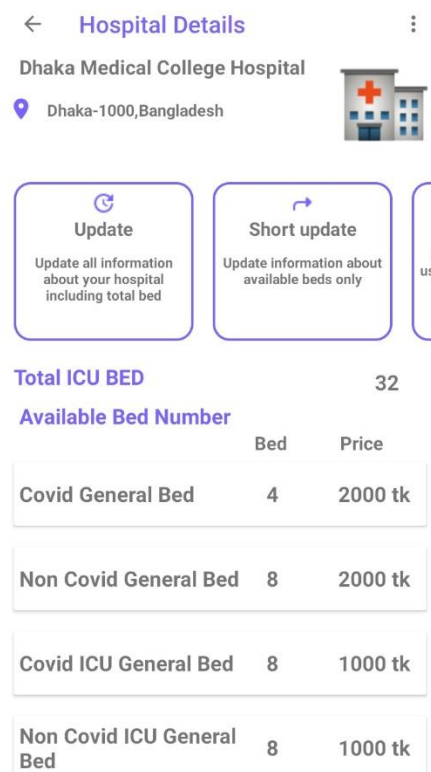 Hospital Details
Dhaka Medical College Hospital
Dhaka-1000,Bangladesh
Update
Update all information
about your hospital
including total bed
Short update
Update information about
available beds only
us
Total ICU BED 32
Available Bed Number
Bed Price
Covid General Bed 4 2000 tk
Non Covid General Bed 8 2000 tk
Covid ICU General Bed 8 1000 tk
Non Covid ICU General
Bed 8 1000 tk